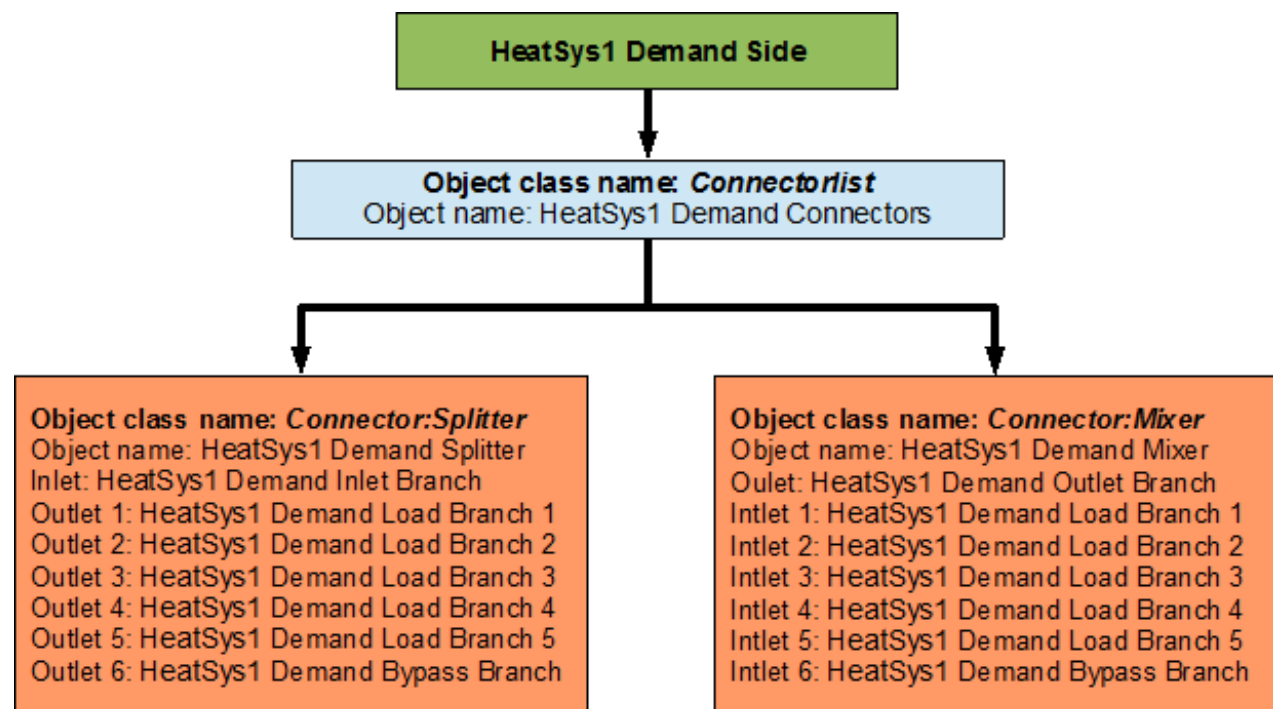 HeatSys1 Demand Side
Object class name: Connectorlist
Object name: HeatSys1 Demand Connectors
Object class name: Connector:Splitter
Object name: HeatSys1 Demand Splitter
Inlet: HeatSys1 Demand Inlet Branch
Outlet 1: HeatSys1 Demand Load Branch 1
Outlet 2: HeatSys1 Demand Load Branch 2
Outlet 3: HeatSys1 Demand Load Branch 3
Outlet 4: HeatSys1 Demand Load Branch 4
Outlet 5: HeatSys1 Demand Load Branch 5
Outlet 6: HeatSys1 Demand Bypass Branch
Object class name: Connector:Mixer
Object name: HeatSys1 Demand Mixer
Oulet: HeatSys1 Demand Outlet Branch
Intlet 1: HeatSys1 Demand Load Branch 1
Intlet 2: HeatSys1 Demand Load Branch 2
Intlet 3: HeatSys1 Demand Load Branch 3
Intlet 4: HeatSys1 Demand Load Branch 4
Intlet 5: HeatSys1 Demand Load Branch 5
Intlet 6: HeatSys1 Demand Bypass Branch